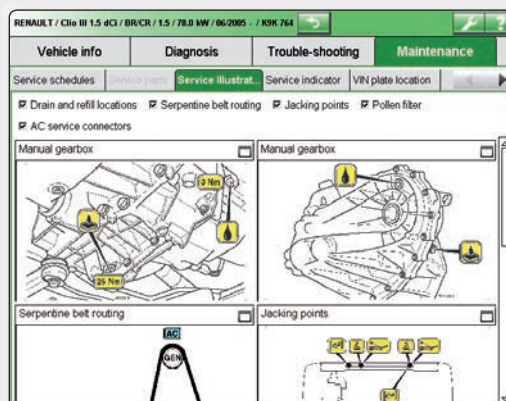 RENAULT / Clio III 1.5 dCi / BR/CR / 1.5 / 78.0 kW / 06/2005 - / K9K 764
?
Vehicle info Diagnosis Trouble-shooting Maintenance
Service schedules Service parts Service Illustrat... Service indicator VIN plate location
Drain and refill locations Serpentine belt routing Jacking points Pollen filter
AC service connectors
Manual gearbox Manual gearbox
3 Nm
25 Nm
Serpentine belt routing Jacking points
AC
GEN